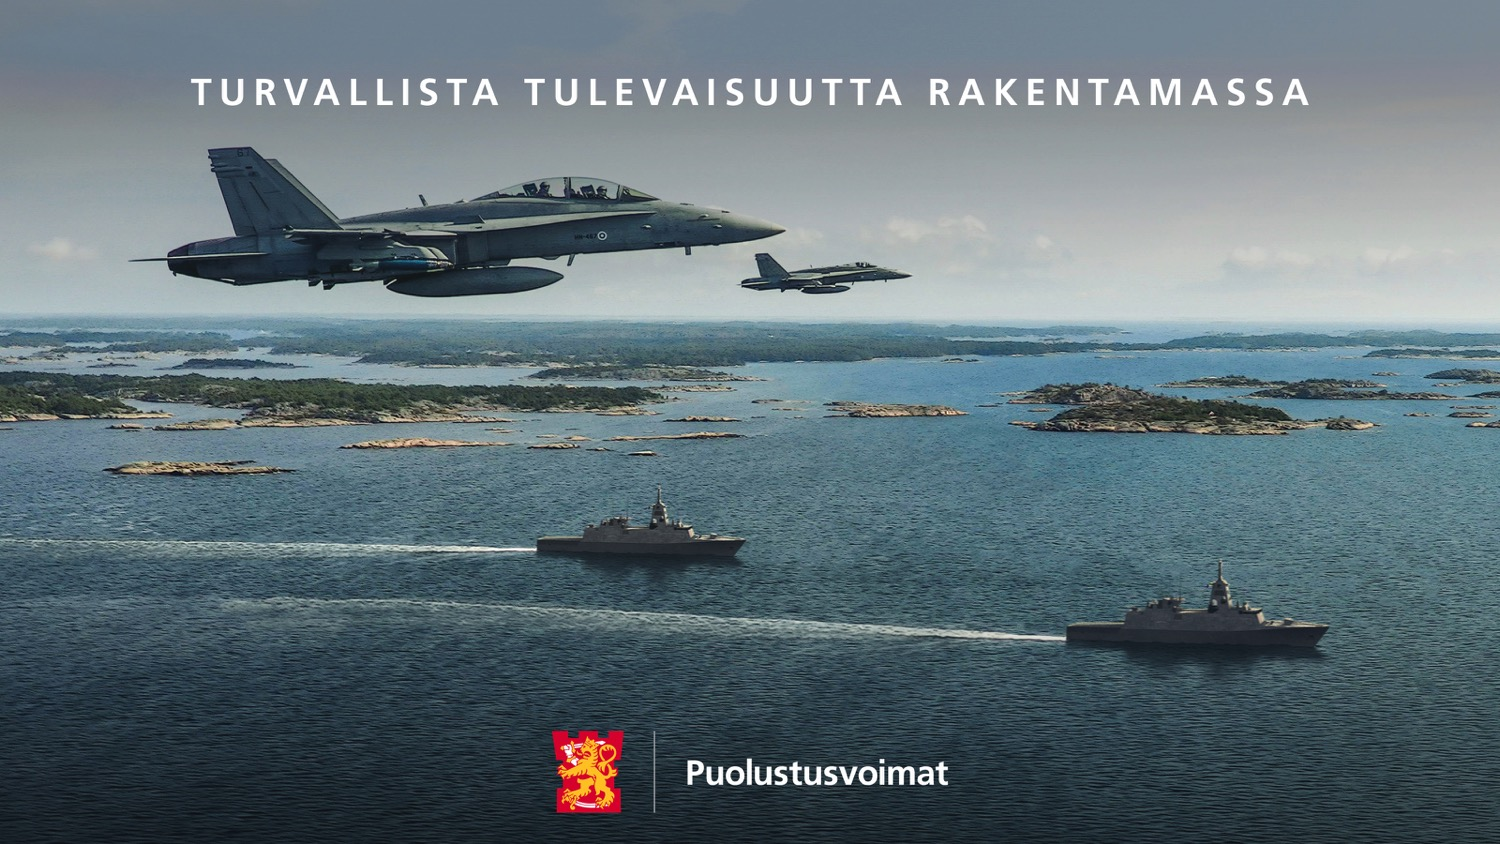 TURVALLISTA TULEVAISUUTTA RAKENTAMASSA
Puolustusvoimat